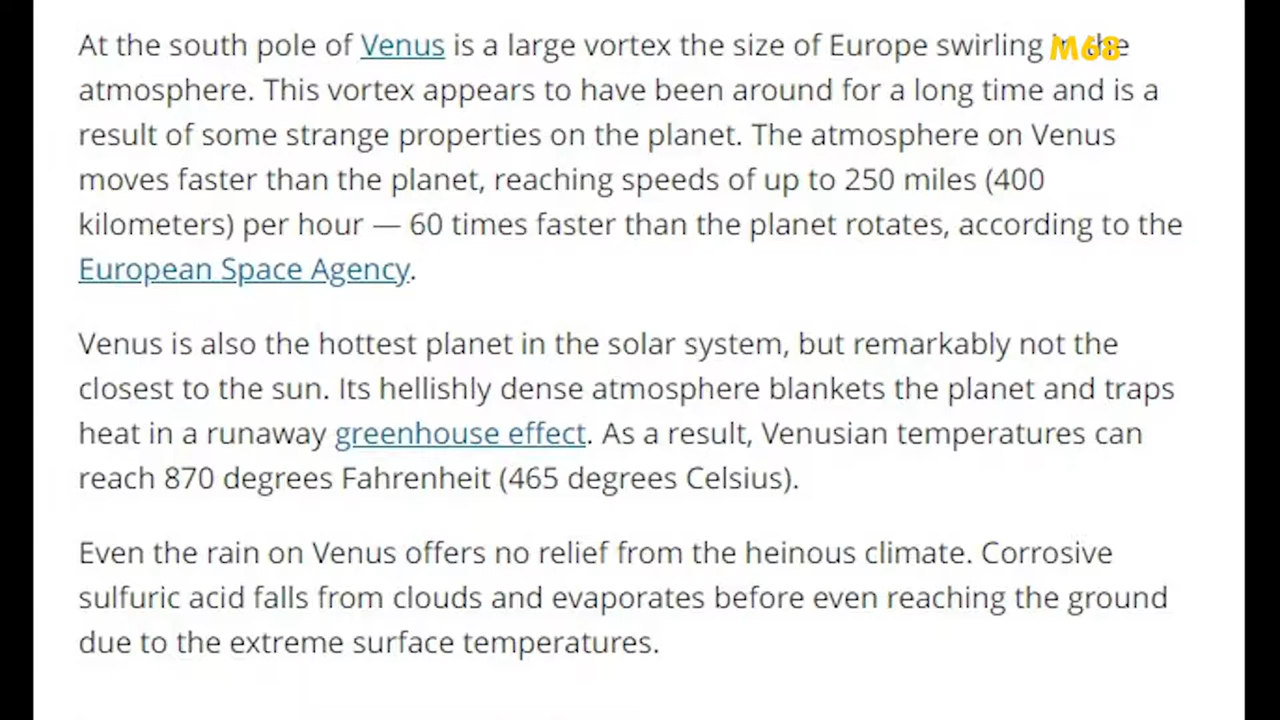 At the south pole of Venus is a large vortex the size of Europe swirling M68
atmosphere. This vortex appears to have been around for a long time and is a
result of some strange properties on the planet. The atmosphere on Venus
moves faster than the planet, reaching speeds of up to 250 miles (400
kilometers) per hour — 60 times faster than the planet rotates, according to the
European Space Agency.
Venus is also the hottest planet in the solar system, but remarkably not the
closest to the sun. Its hellishly dense atmosphere blankets the planet and traps
heat in a runaway greenhouse effect. As a result, Venusian temperatures can
reach 870 degrees Fahrenheit (465 degrees Celsius).
Even the rain on Venus offers no relief from the heinous climate. Corrosive
sulfuric acid falls from clouds and evaporates before even reaching the ground
due to the extreme surface temperatures.